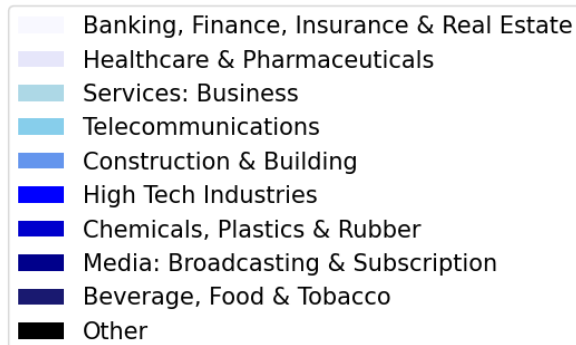 Banking, Finance, Insurance & Real Estate
Healthcare & Pharmaceuticals
Services: Business
Telecommunications
Construction & Building
High Tech Industries
Chemicals, Plastics & Rubber
Media: Broadcasting & Subscription
Beverage, Food & Tobacco
Other